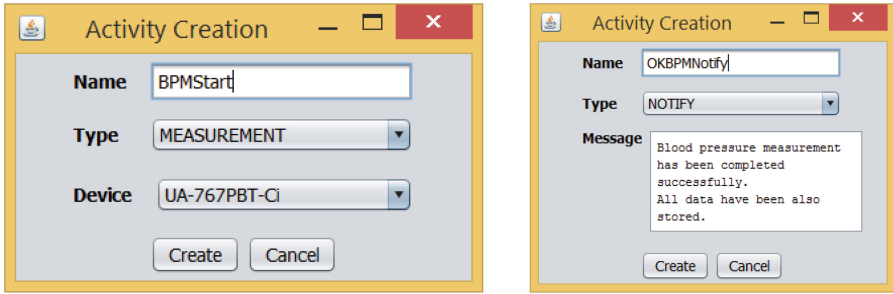 Activity Creation
Name BPMStart
Type MEASUREMENT
Device UA-767PBT-Ci
Create Cancel
Activity Creation
Name OKBPMNotify
Type NOTIFY
Message Blood pressure measurement
has been completed
successfully.
All data have been also
stored.
Create Cancel